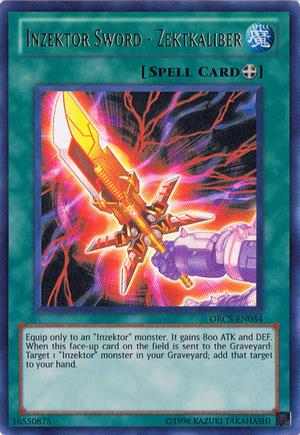 Inzektor Sword - Zektkaliber
魔
[Spell Card]
ORCS-EN054
Equip only to an "Inzektor" monster. It gains 800 ATK and DEF.
When this face-up card on the field is sent to the Graveyard:
Target 1 "Inzektor" monster in your Graveyard; add that target
to your hand.
16550875
©1996 KAZUKI TAKAHASHI